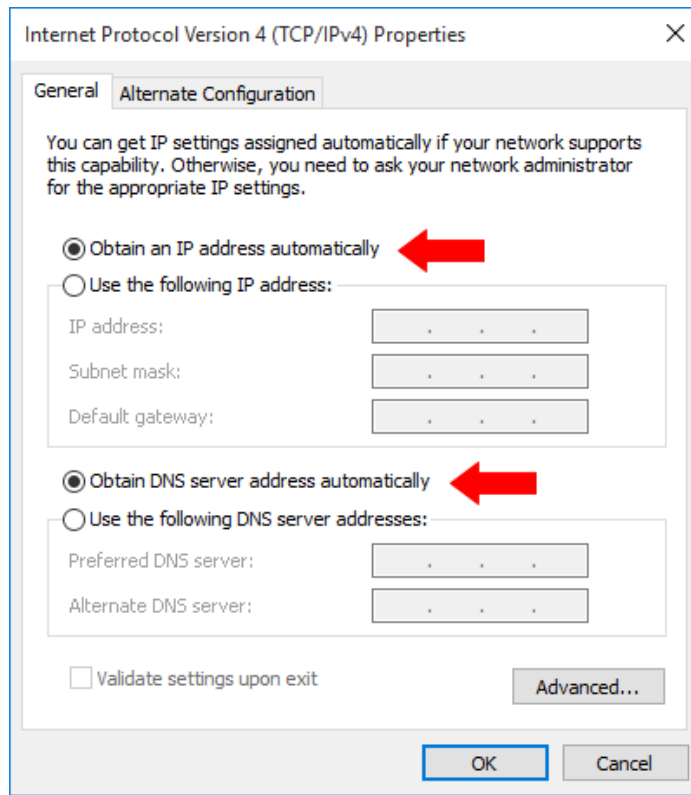 Internet Protocol Version 4 (TCP/IPv4) Properties
General
Alternate Configuration
You can get IP settings assigned automatically if your network supports
this capability. Otherwise, you need to ask your network administrator
for the appropriate IP settings.
Obtain an IP address automatically
Use the following IP address:
IP address:
Subnet mask:
Default gateway:
Obtain DNS server address automatically
Use the following DNS server addresses:
Preferred DNS server:
Alternate DNS server:
Validate settings upon exit
Advanced...
OK
Cancel